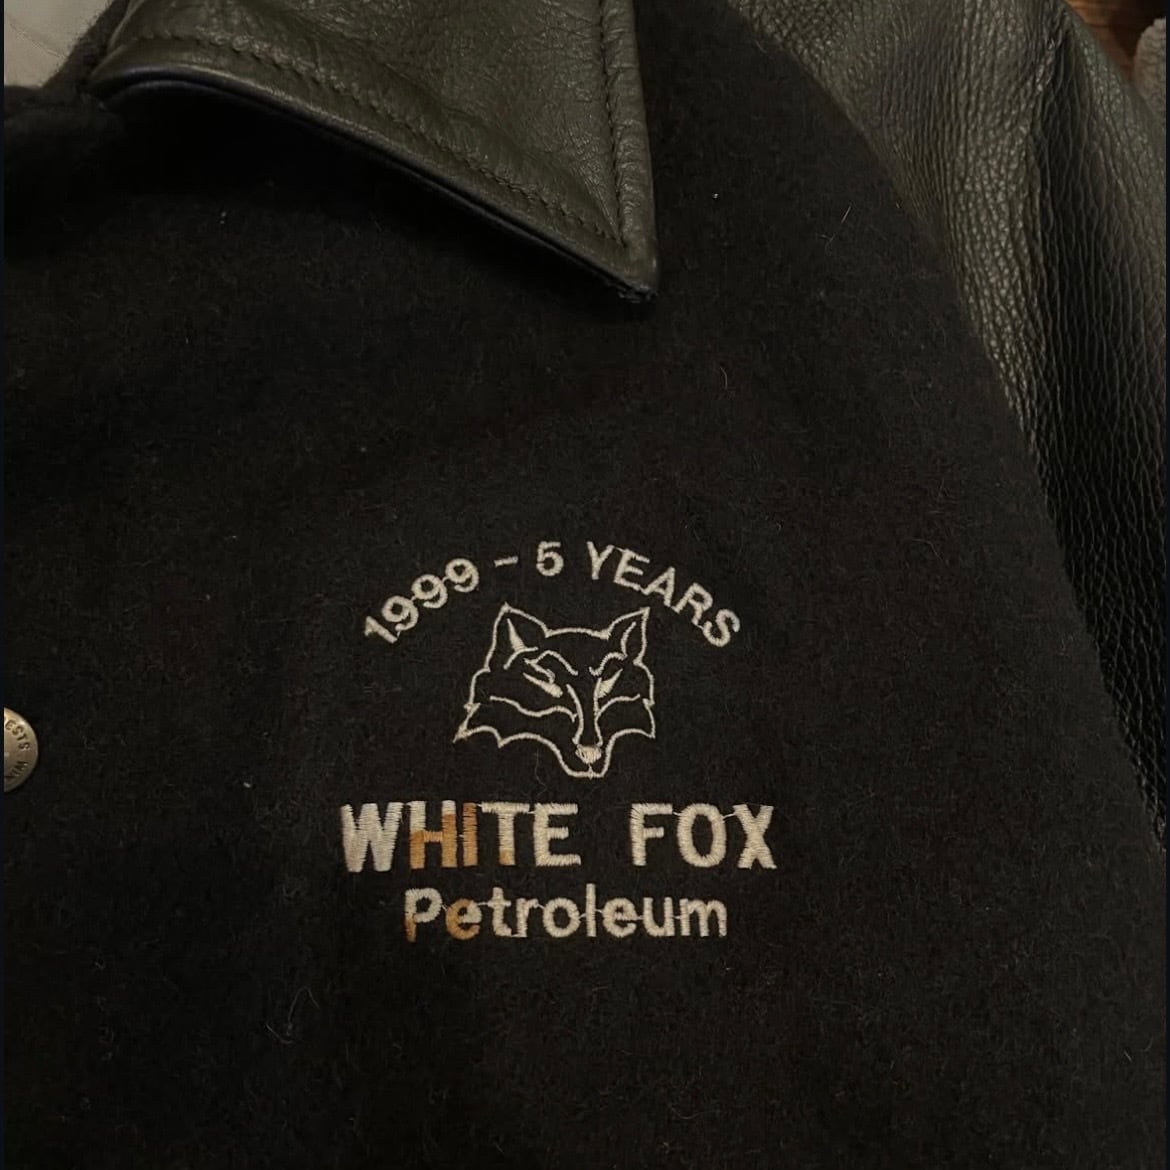 1999 - 5 YEARS
WHITE FOX
Petroleum